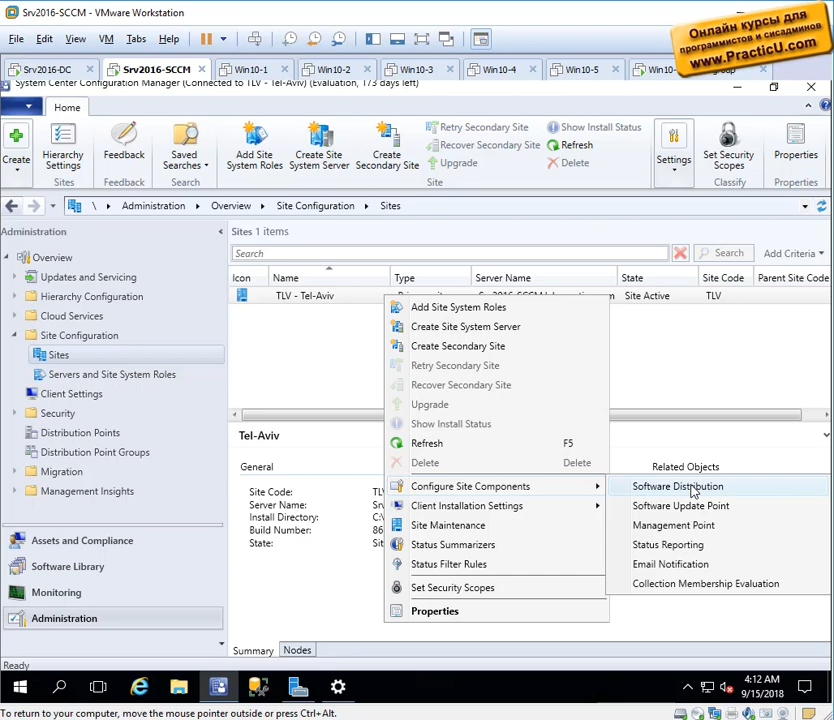 Srv2016-SCCM - VMware Workstation
File Edit View VM Tabs Help
Онлайн курсы для
программистов и сисадминов
www.PracticU.com
Srv2016-DC Srv2016-SCCM Win10-1 Win10-2 Win10-3 Win10-4 Win10-5
System Center Configuration Manager (Connected to TLV - Tel-Aviv) (Evaluation, 173 days left)
Home
Create
Hierarchy Settings
Sites
Feedback
Saved Searches
Search
Add Site System Roles
Create Site System Server
Create Secondary Site
Retry Secondary Site
Recover Secondary Site
Upgrade
Show Install Status
Refresh
Delete
Site
Settings
Set Security Scopes
Classify
Properties
Properties
\ Administration Overview Site Configuration Sites
Administration
Overview
Updates and Servicing
Hierarchy Configuration
Cloud Services
Site Configuration
Sites
Servers and Site System Roles
Client Settings
Security
Distribution Points
Distribution Point Groups
Migration
Management Insights
Assets and Compliance
Software Library
Monitoring
Administration
Sites 1 items
Search Search Add Criteria
Icon Name Type Server Name State Site Code Parent Site Code
TLV - Tel-Aviv Site Active TLV
Add Site System Roles
Create Site System Server
Create Secondary Site
Retry Secondary Site
Recover Secondary Site
Upgrade
Show Install Status
Refresh F5
Delete Delete
Configure Site Components
Client Installation Settings
Site Maintenance
Status Summarizers
Status Filter Rules
Set Security Scopes
Properties
Software Distribution
Software Update Point
Management Point
Status Reporting
Email Notification
Collection Membership Evaluation
Tel-Aviv
General
Related Objects
Site Code: TL
Server Name: Srv
Install Directory: C:\
Build Number: 86
State:
Summary Nodes
Ready
4:12 AM
9/15/2018
To return to your computer, move the mouse pointer outside or press Ctrl+Alt.